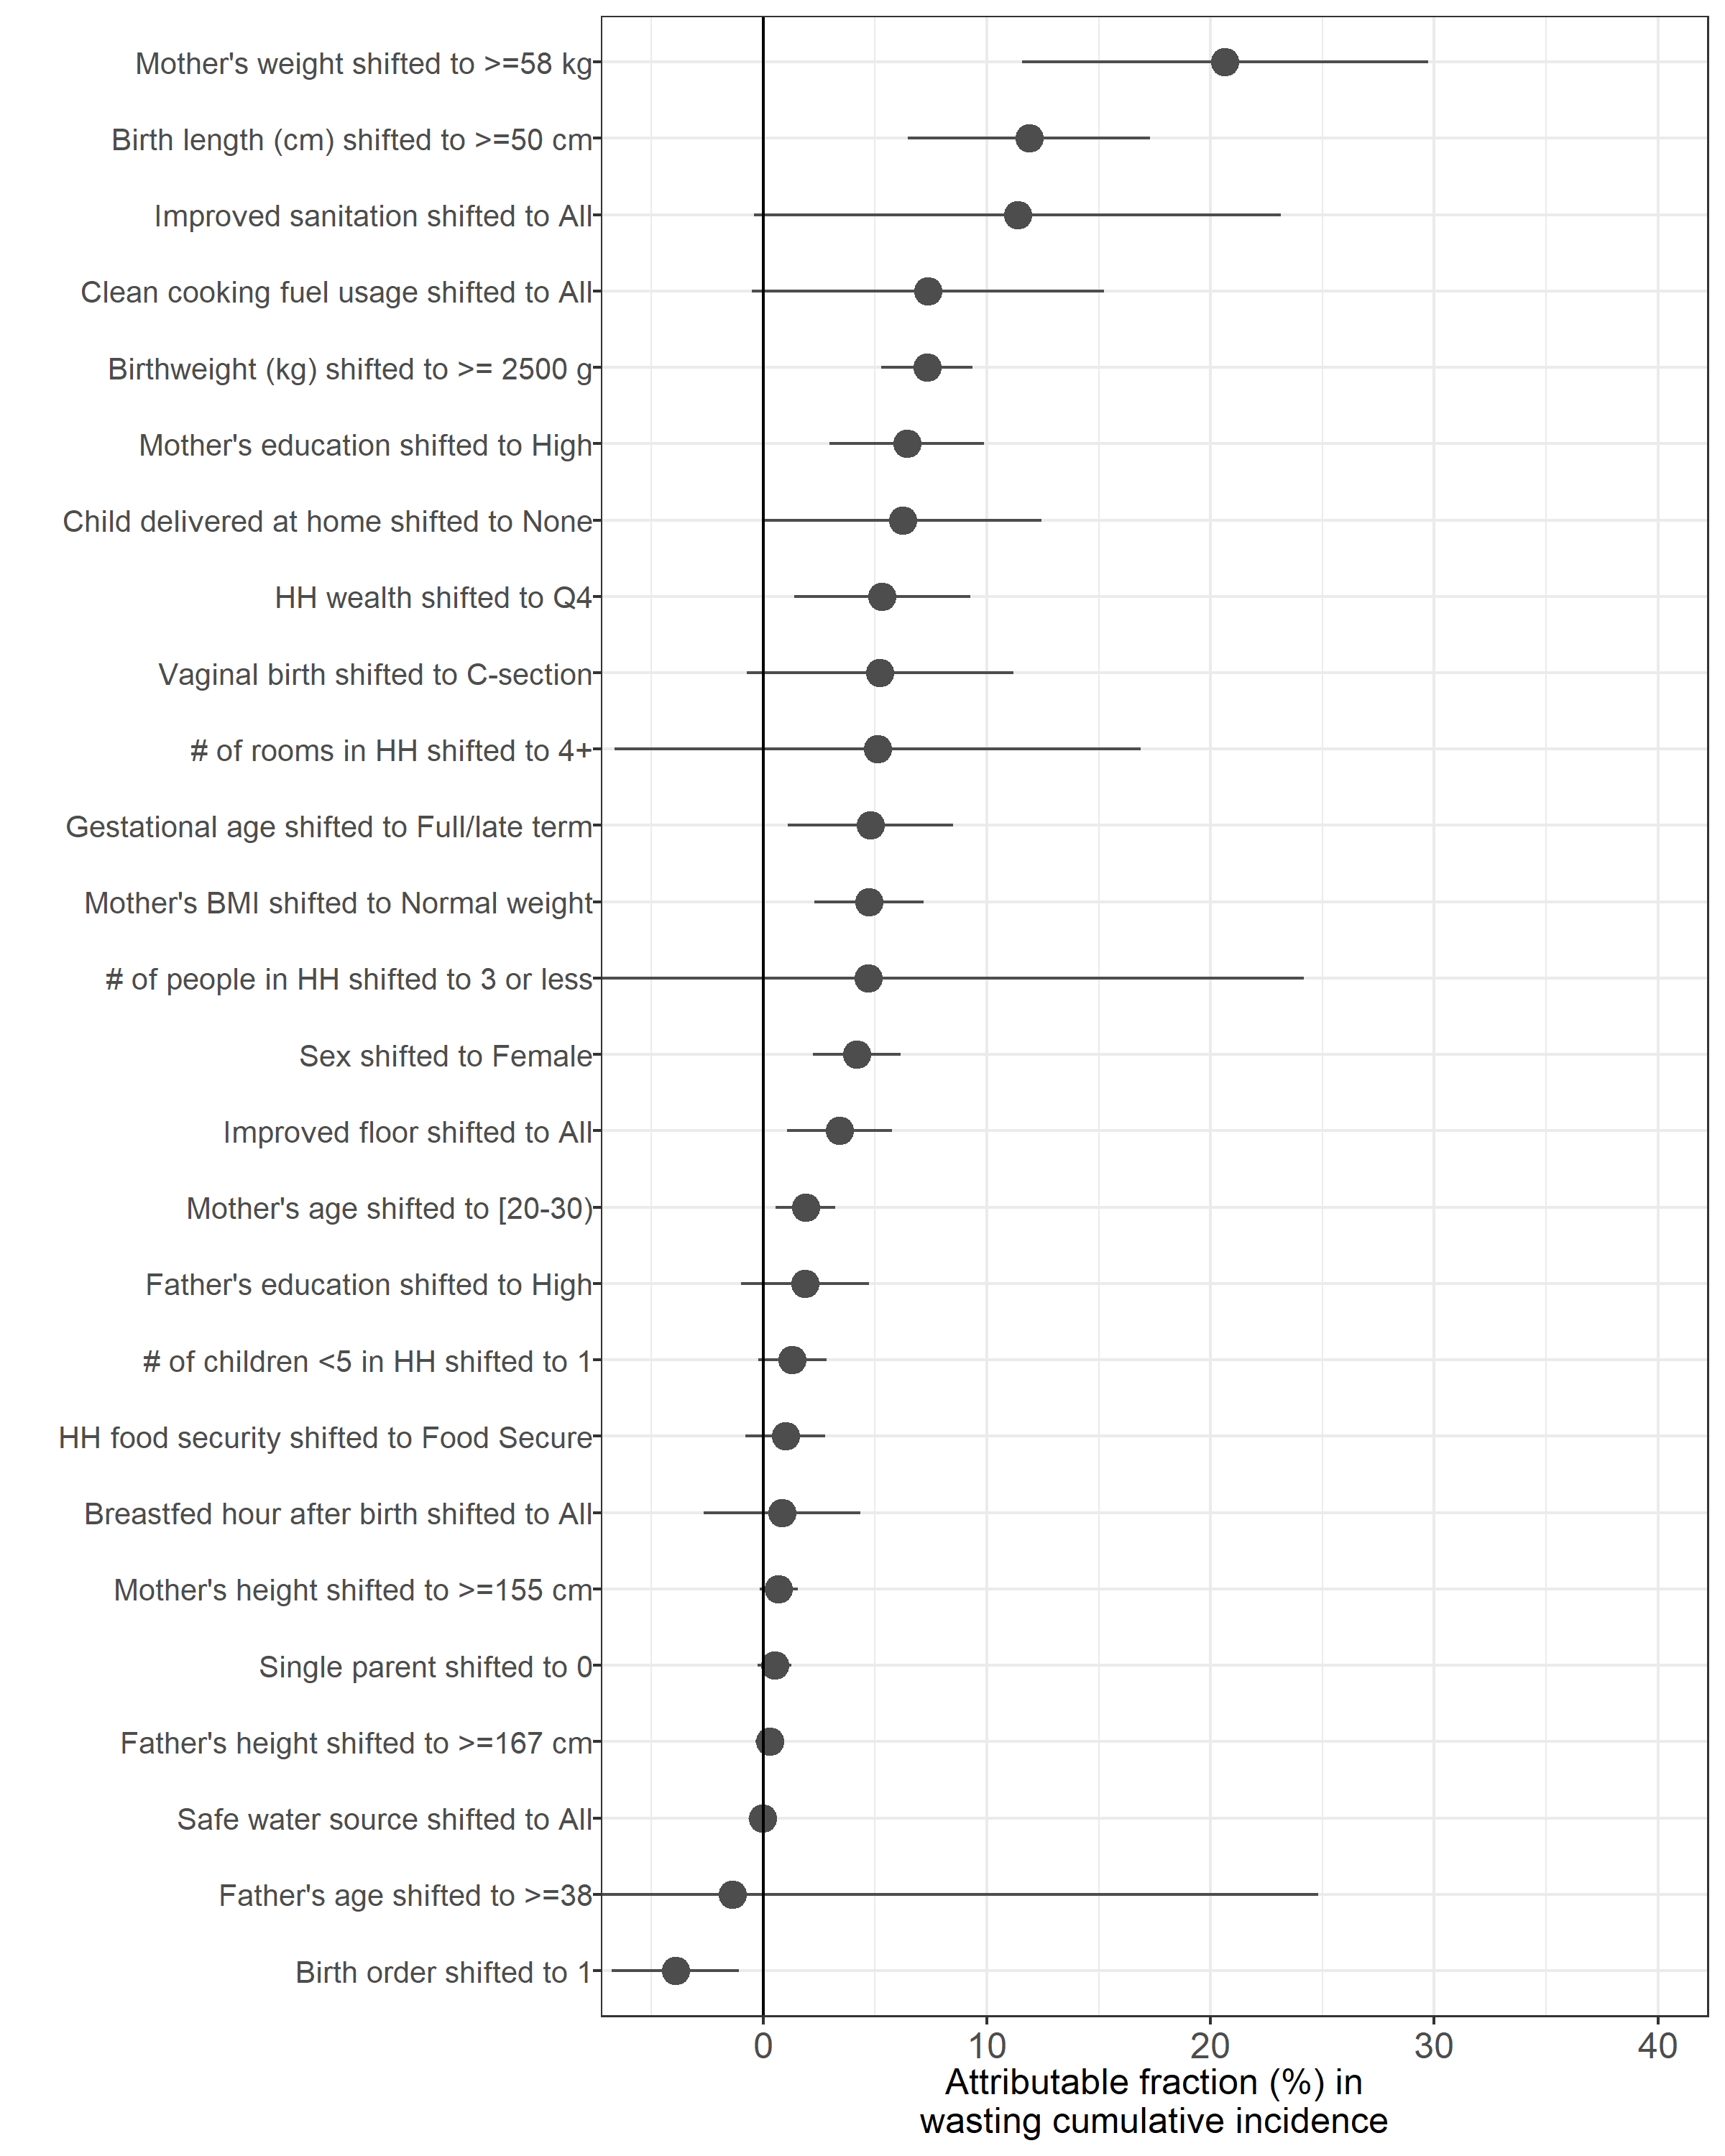 Mother's weight shifted to >=58 kg
Birth length (cm) shifted to >=50 cm
Improved sanitation shifted to All
Clean cooking fuel usage shifted to All
Birthweight (kg) shifted to >= 2500 g
Mother's education shifted to High
Child delivered at home shifted to None
HH wealth shifted to Q4
Vaginal birth shifted to C-section
# of rooms in HH shifted to 4+
Gestational age shifted to Full/late term
Mother's BMI shifted to Normal weight
# of people in HH shifted to 3 or less
Sex shifted to Female
Improved floor shifted to All
Mother's age shifted to [20-30)
Father's education shifted to High
# of children <5 in HH shifted to 1
HH food security shifted to Food Secure
Breastfed hour after birth shifted to All
Mother's height shifted to >=155 cm
Single parent shifted to 0
Father's height shifted to >=167 cm
Safe water source shifted to All
Father's age shifted to >=38
Birth order shifted to 1
0 10 20 30 40
Attributable fraction (%) in
wasting cumulative incidence